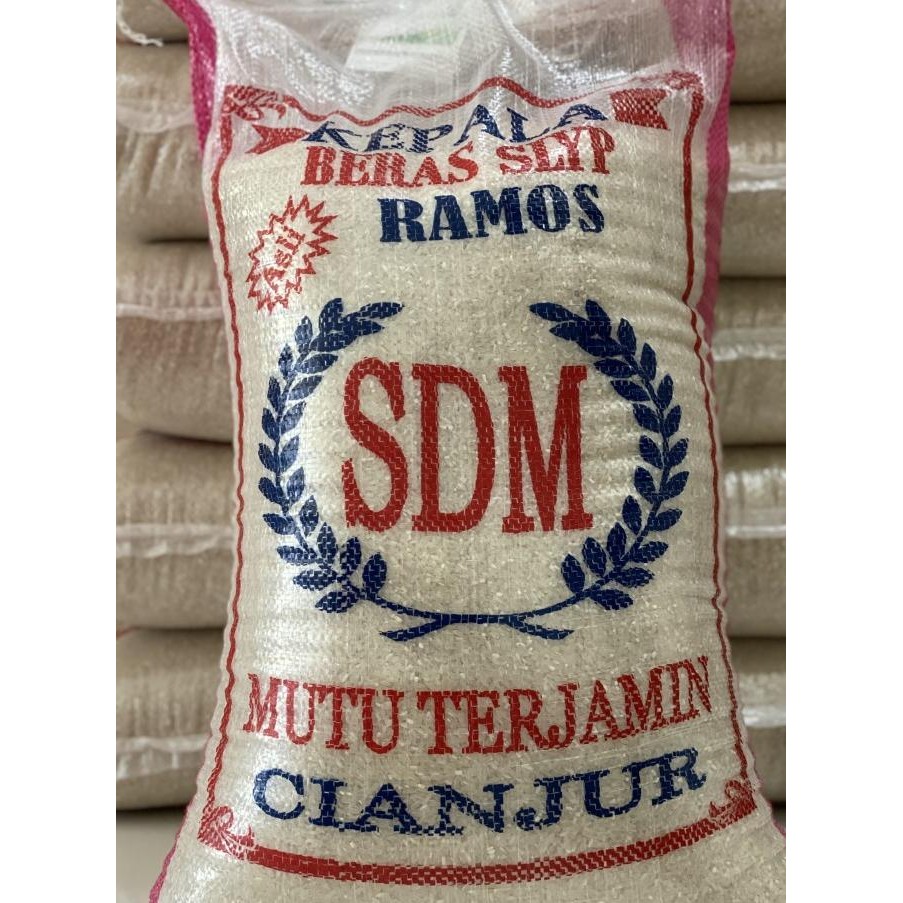 KEPALA
BERAS SLYP
RAMOS
Asli
SDM
MUTU TERJAMIN
CIANJUR